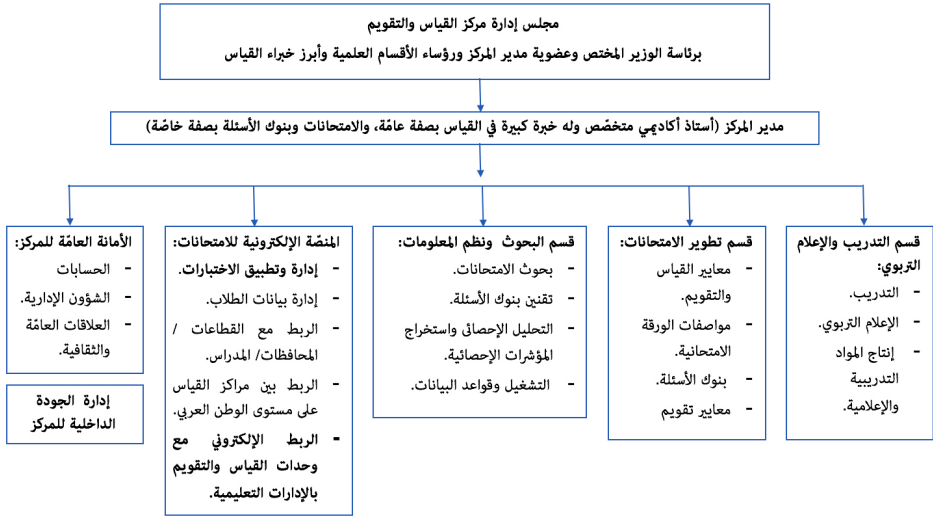 مجلس إدارة مركز القياس والتقويم
برئاسة الوزير المختص وعضوية مدير المركز ورؤساء الأقسام العلمية وأبرز خبراء القياس
مدير المركز (أستاذ أكاديمي متخصّص وله خبرة كبيرة في القياس بصفة عامّة، والامتحانات وبنوك الأسئلة بصفة خاصّة)
قسم التدريب والإعلام
التربوي:
- التدريب.
- الإعلام التربوي.
- إنتاج المواد
التدريبية
والإعلامية.
قسم تطوير الامتحانات:
- معايير القياس
والتقويم.
- مواصفات الورقة
الامتحانية.
- بنوك الأسئلة.
- معايير تقويم
قسم البحوث ونظم المعلومات:
- بحوث الامتحانات.
- تقنين بنوك الأسئلة.
- التحليل الإحصائى واستخراج
المؤشرات الإحصائية.
- التشغيل وقواعد البيانات.
المنصّة الإلكترونية للامتحانات:
- إدارة وتطبيق الاختبارات.
- إدارة بيانات الطلاب.
- الربط مع القطاعات /
المحافظات/ المدراس.
- الربط بين مراكز القياس
على مستوى الوطن العربي.
- الربط الإلكتروني مع
وحدات القياس والتقويم
بالإدارات التعليمية.
الأمانة العامّة للمركز:
- الحسابات
- الشؤون الإدارية.
- العلاقات العامّة
والثقافية.
إدارة الجودة
الداخلية للمركز